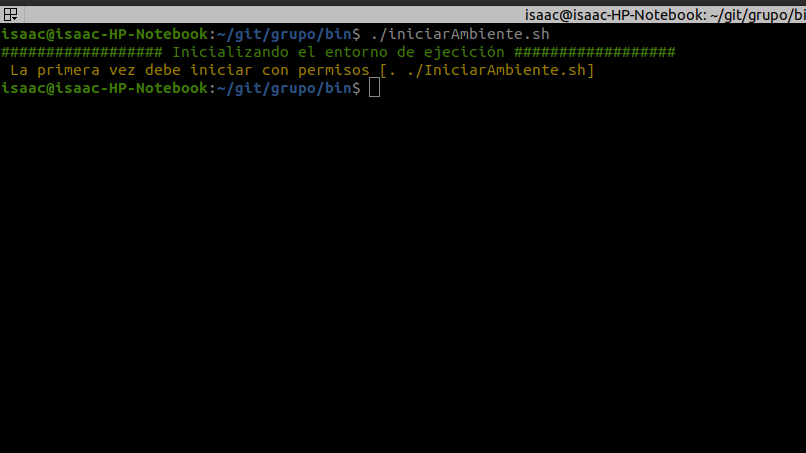 isaac@isaac-HP-Notebook: ~/git/grupo/bin
isaac@isaac-HP-Notebook:~/git/grupo/bin$ ./iniciarAmbiente.sh
################## Inicializando el entorno de ejecición ##################
La primera vez debe iniciar con permisos [. ./IniciarAmbiente.sh]
isaac@isaac-HP-Notebook:~/git/grupo/bin$